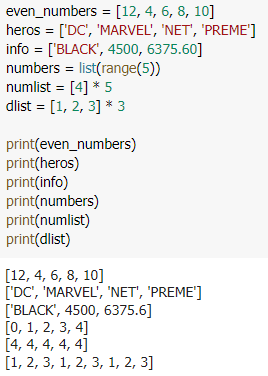 even_numbers = [12, 4, 6, 8, 10]
heros = ['DC', 'MARVEL', 'NET', 'PREME']
info = ['BLACK', 4500, 6375.60]
numbers = list(range(5))
numlist = [4] * 5
dlist = [1, 2, 3] * 3
print(even_numbers)
print(heros)
print(info)
print(numbers)
print(numlist)
print(dlist)
[12, 4, 6, 8, 10]
['DC', 'MARVEL', 'NET', 'PREME']
['BLACK', 4500, 6375.6]
[0, 1, 2, 3, 4]
[4, 4, 4, 4, 4]
[1, 2, 3, 1, 2, 3, 1, 2, 3]